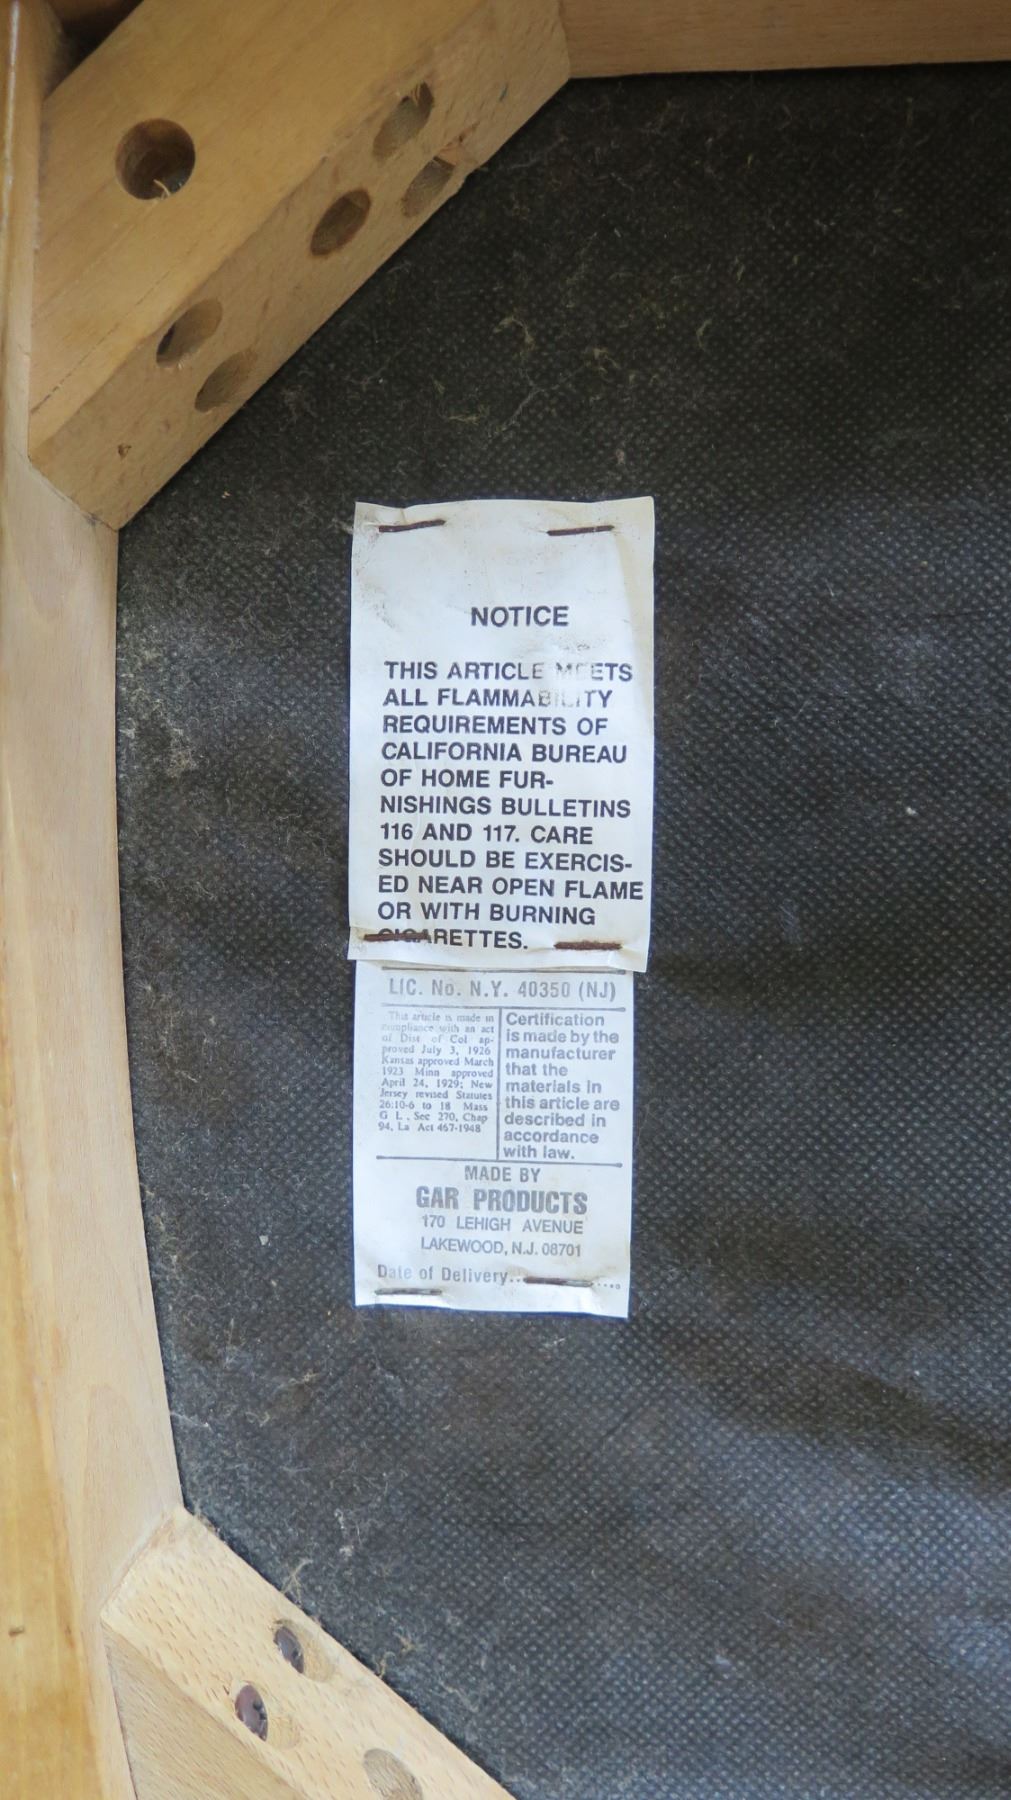 NOTICE
THIS ARTICLE MEETS
ALL FLAMMABILITY
REQUIREMENTS OF
CALIFORNIA BUREAU
OF HOME FUR-
NISHINGS BULLETINS
116 AND 117. CARE
SHOULD BE EXERCIS-
ED NEAR OPEN FLAME
OR WITH BURNING
CIGARETTES.
LIC. No. N.Y. 40350 (NJ)
This article is made in
compliance with an act
of Dist of Col ap-
proved July 3, 1926
Kansas approved March
1923 Minn approved
April 24, 1929; New
Jersey revised Statutes
26:10-6 to 18 Mass
G L, Sec 270, Chap
94, La Act 467-1948
Certification
is made by the
manufacturer
that the
materials in
this article are
described in
accordance
with law.
MADE BY
GAR PRODUCTS
170 LEHIGH AVENUE
LAKEWOOD, N.J. 08701
Date of Delivery..........